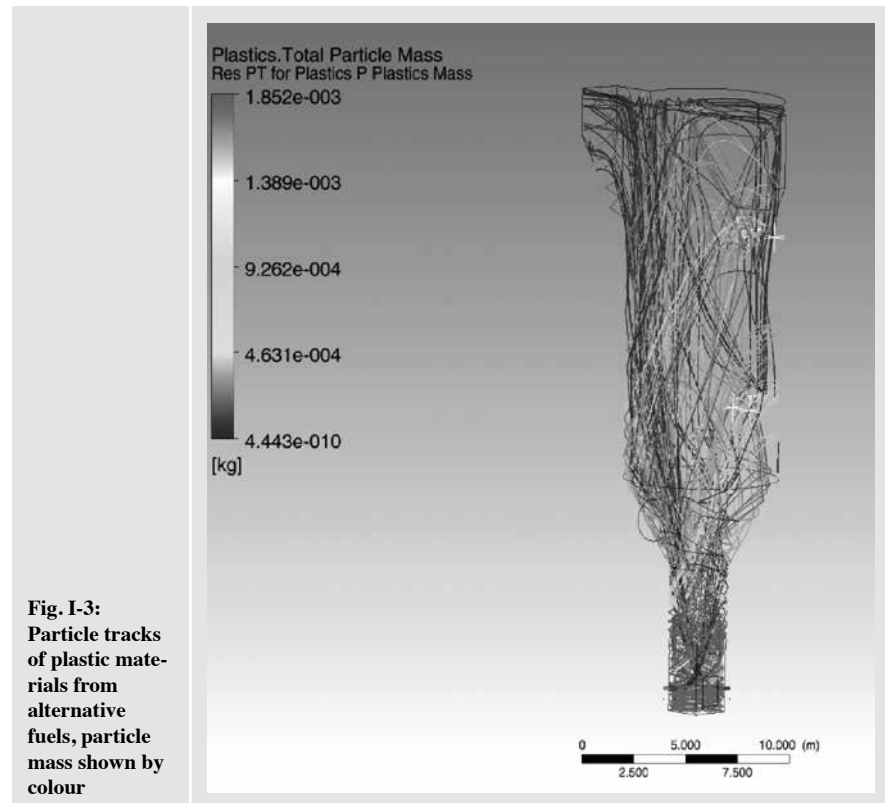 Plastics.Total Particle Mass
Res PT for Plastics P Plastics Mass
1.852e-003
1.389e-003
9.262e-004
4.631e-004
4.443e-010
[kg]
0 5.000 10.000 (m)
2.500 7.500
Fig. I-3:
Particle tracks
of plastic mate-
rials from
alternative
fuels, particle
mass shown by
colour